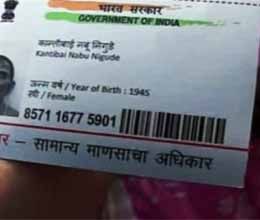 भारत सरकार
GOVERNMENT OF INDIA
कान्तीबाई नबू निगुडे
Kantibai Nabu Nigude
जन्म वर्ष / Year of Birth : 1945
स्त्री / Female
8571 1677 5901
र – सामान्य माणसाचा अधिकार